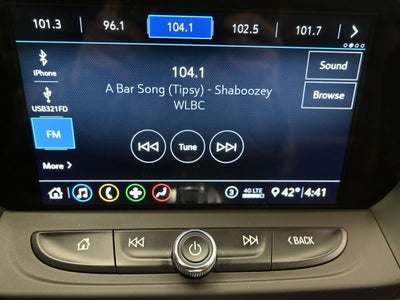 101.3 96.1 104.1 102.5 101.7
iPhone
Sound
104.1
A Bar Song (Tipsy) - Shaboozey
WLBC
Browse
USB321FD
FM
Tune
More
3 4G LTE 42° 4:41
BACK